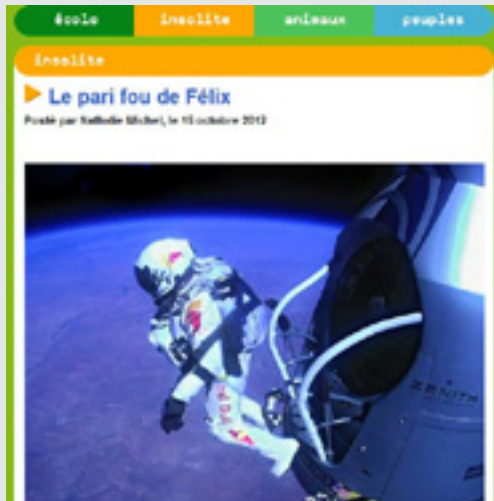 école insolite animaux peuples
insolite
Le pari fou de Félix
Posté par Nathalie Michel, le 15 octobre 2012
ZENITH